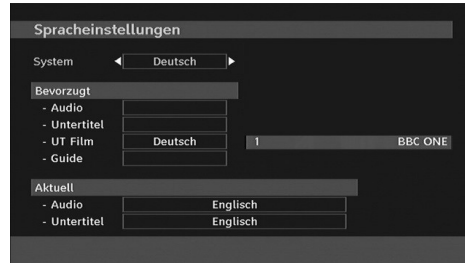 Spracheinstellungen
System Deutsch
Bevorzugt
- Audio
- Untertitel
- UT Film Deutsch 1 BBC ONE
- Guide
Aktuell
- Audio Englisch
- Untertitel Englisch